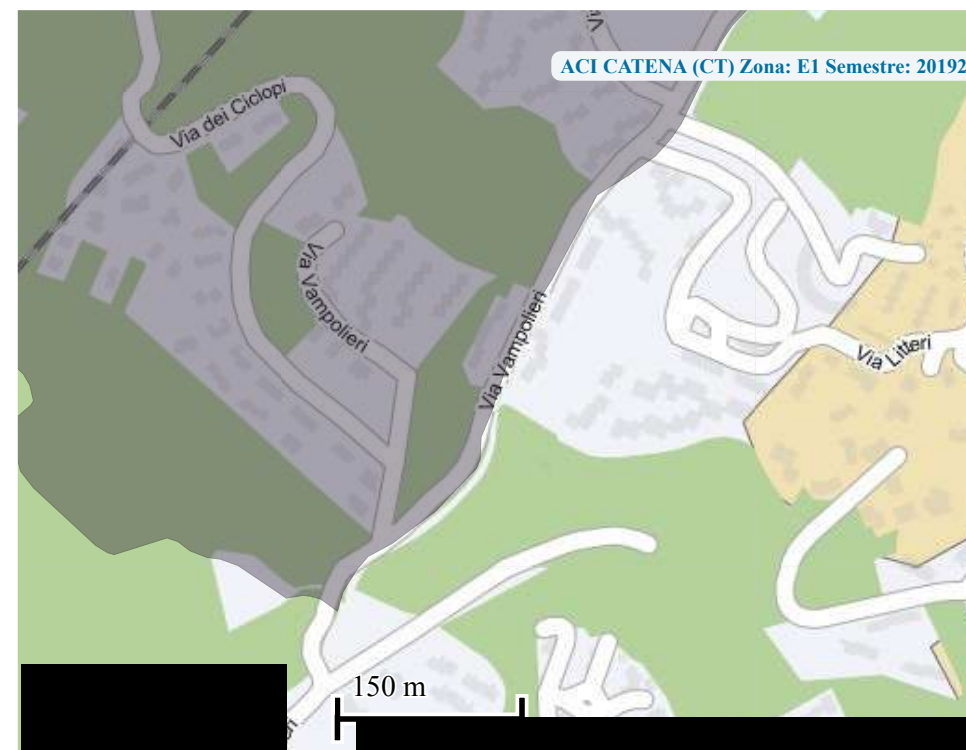 ACI CATENA (CT) Zona: E1 Semestre: 20192
Via dei Ciclopi
Via Vampolieri
Via Vampolieri
Via Litteri
150 m